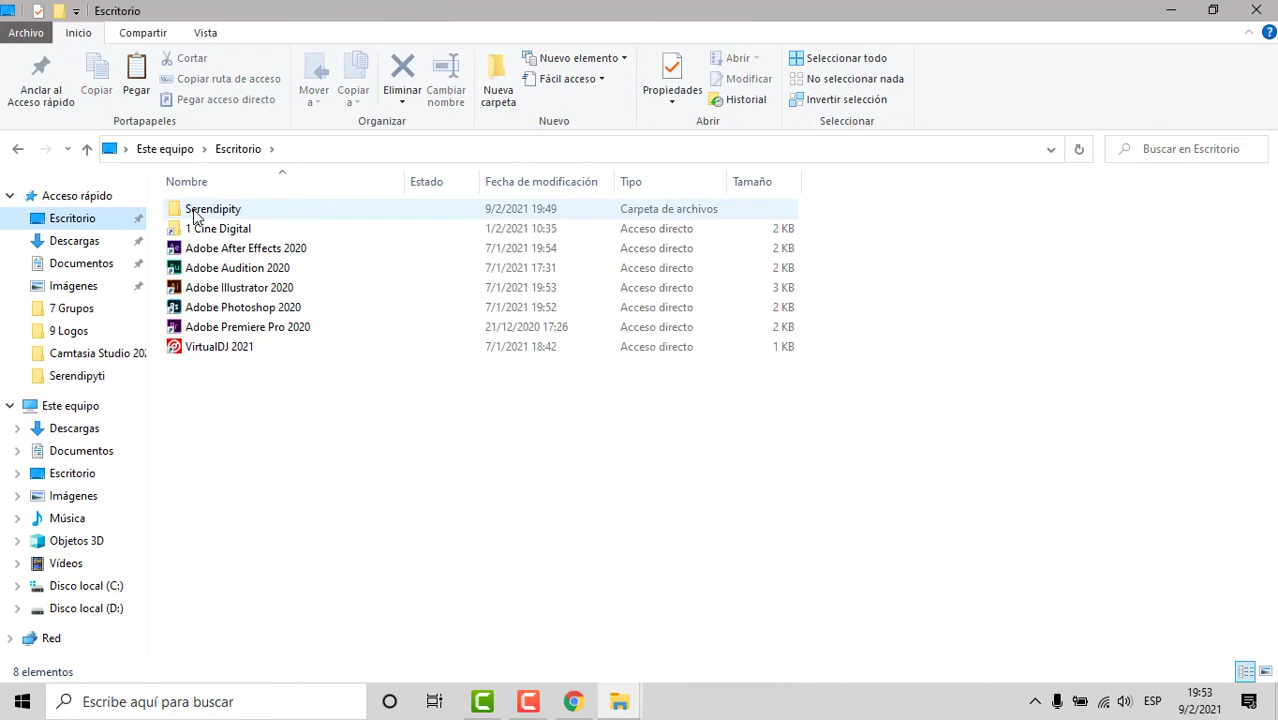 Escritorio
Archivo Inicio Compartir Vista
Anclar al Acceso rápido
Copiar
Pegar
Cortar
Copiar ruta de acceso
Pegar acceso directo
Portapapeles
Mover a
Copiar a
Eliminar
Cambiar nombre
Organizar
Nueva carpeta
Nuevo elemento
Fácil acceso
Nuevo
Propiedades
Abrir
Modificar
Historial
Abrir
Seleccionar todo
No seleccionar nada
Invertir selección
Seleccionar
Este equipo Escritorio
Buscar en Escritorio
Nombre Estado Fecha de modificación Tipo Tamaño
Serendipity 9/2/2021 19:49 Carpeta de archivos
1 Cine Digital 1/2/2021 10:35 Acceso directo 2 KB
Adobe After Effects 2020 7/1/2021 19:54 Acceso directo 2 KB
Adobe Audition 2020 7/1/2021 17:31 Acceso directo 2 KB
Adobe Illustrator 2020 7/1/2021 19:53 Acceso directo 3 KB
Adobe Photoshop 2020 7/1/2021 19:52 Acceso directo 2 KB
Adobe Premiere Pro 2020 21/12/2020 17:26 Acceso directo 2 KB
VirtualDJ 2021 7/1/2021 18:42 Acceso directo 1 KB
Acceso rápido
Escritorio
Descargas
Documentos
Imágenes
7 Grupos
9 Logos
Camtasia Studio 202
Serendipyti
Este equipo
Descargas
Documentos
Escritorio
Imágenes
Música
Objetos 3D
Vídeos
Disco local (C:)
Disco local (D:)
Red
8 elementos
Escribe aquí para buscar
ESP
19:53
9/2/2021